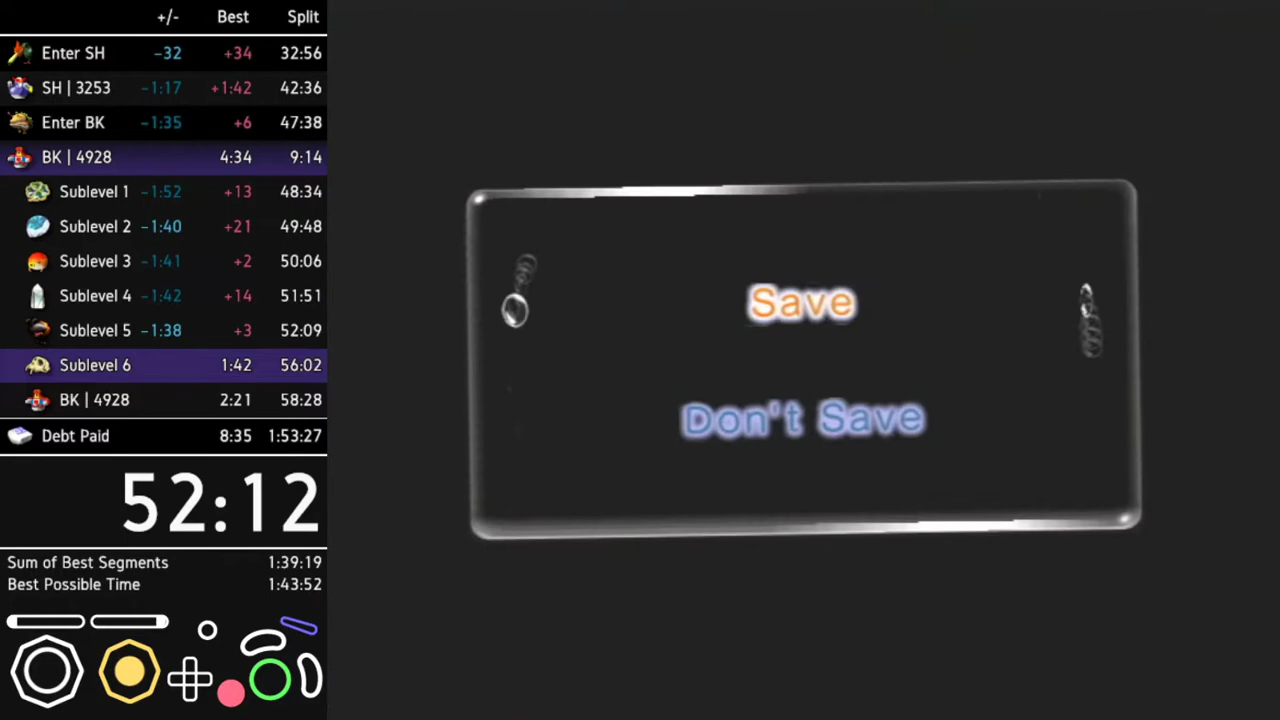 +/- Best Split
Enter SH -32 +34 32:56
SH | 3253 -1:17 +1:42 42:36
Enter BK -1:35 +6 47:38
BK | 4928 4:34 9:14
Sublevel 1 -1:52 +13 48:34
Sublevel 2 -1:40 +21 49:48
Sublevel 3 -1:41 +2 50:06
Sublevel 4 -1:42 +14 51:51
Sublevel 5 -1:38 +3 52:09
Sublevel 6 1:42 56:02
BK | 4928 2:21 58:28
Debt Paid 8:35 1:53:27
52:12
Sum of Best Segments 1:39:19
Best Possible Time 1:43:52
Save
Don't Save